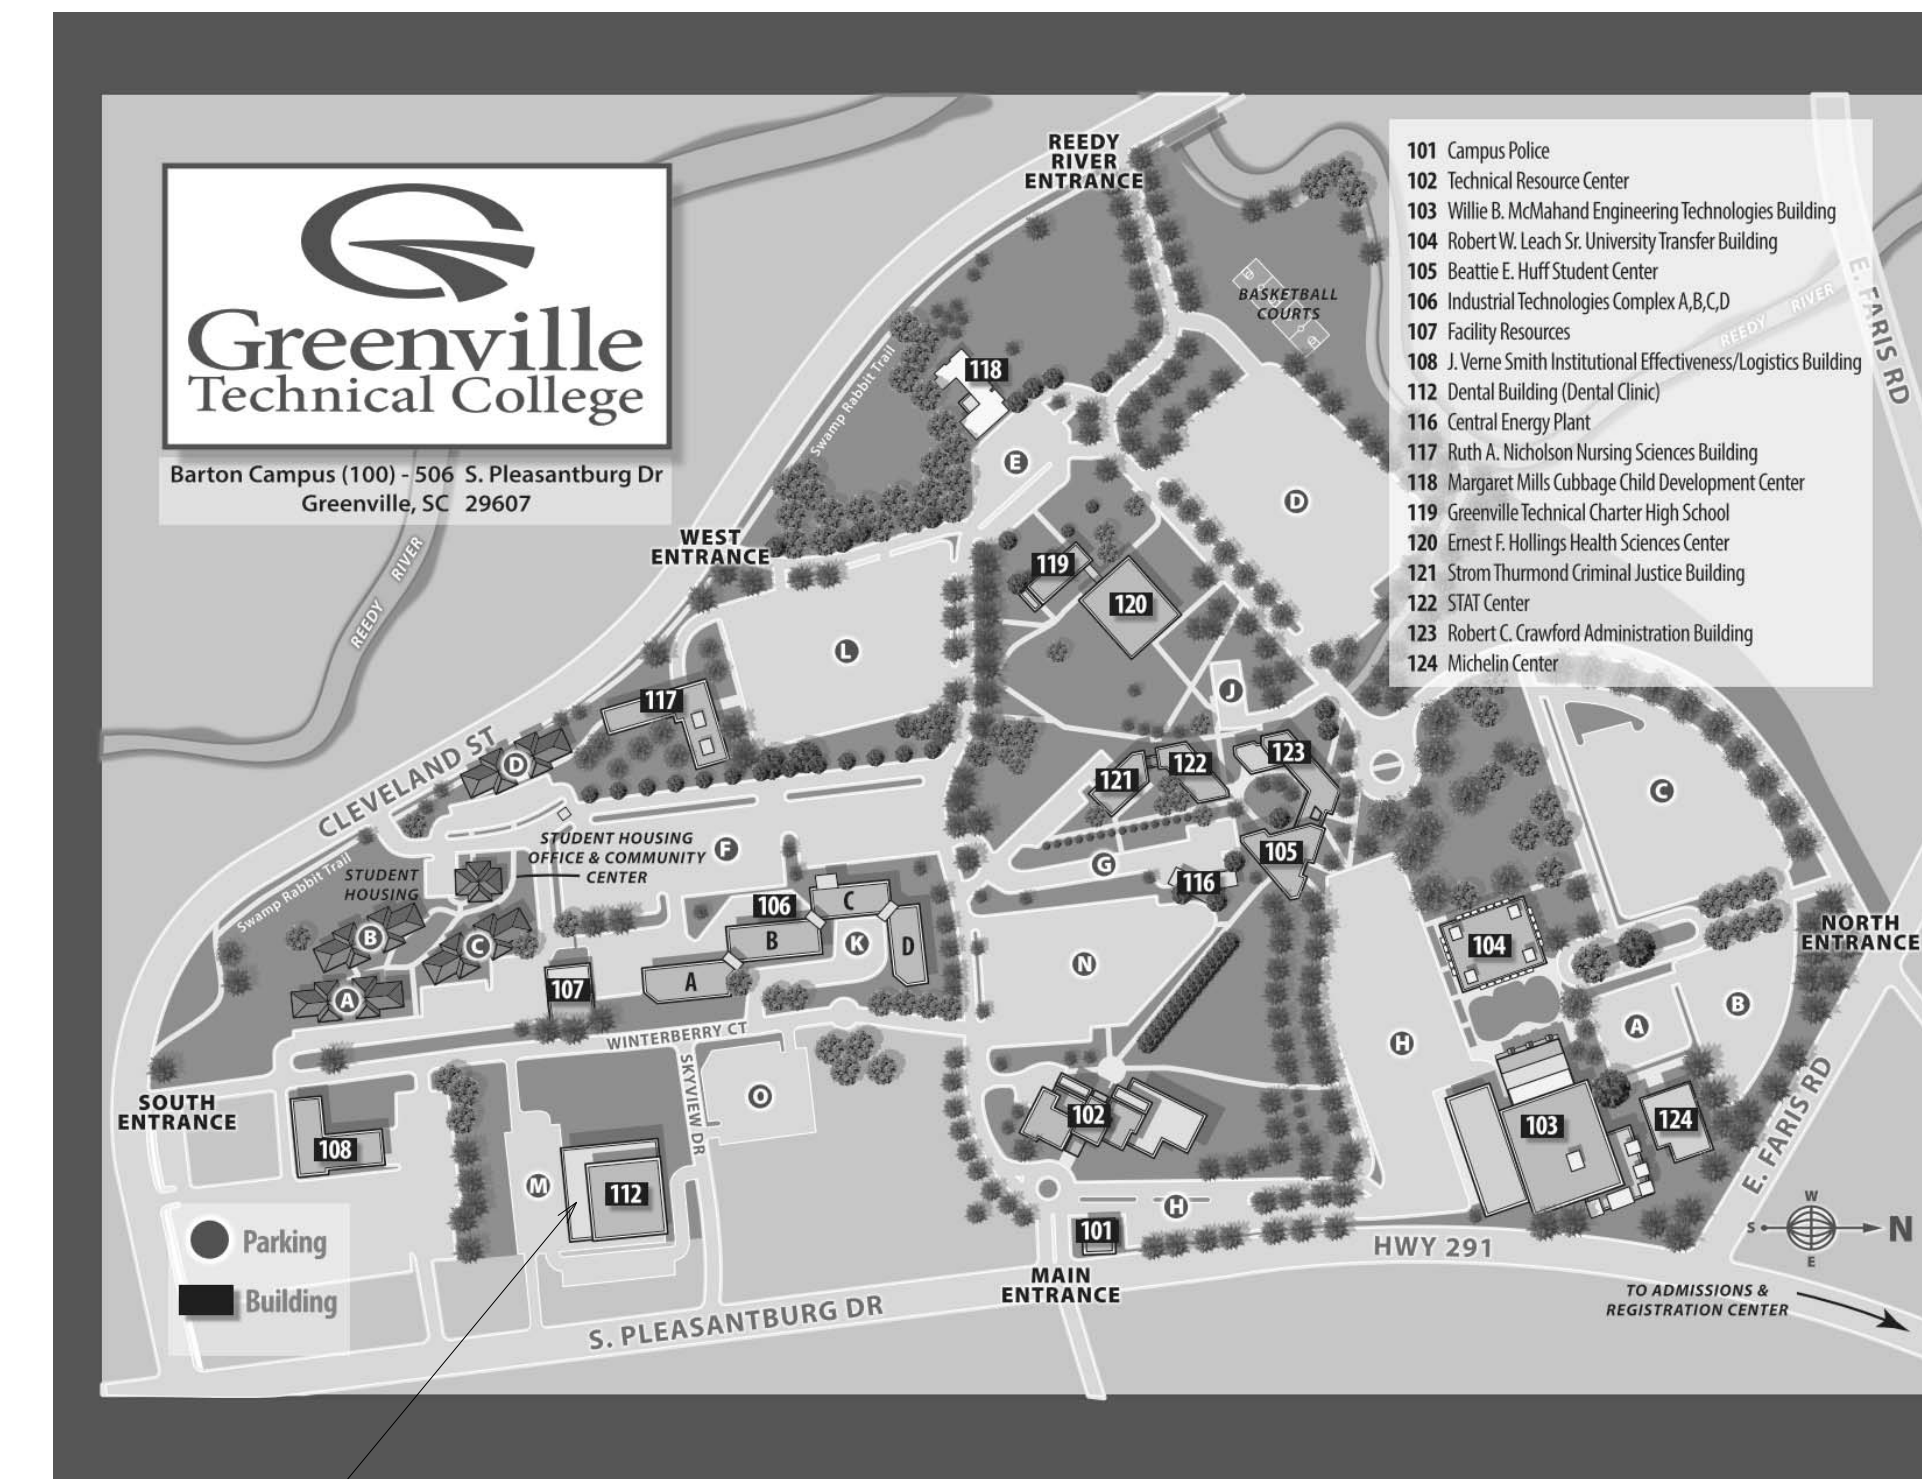 Greenville
Technical College
Barton Campus (100) - 506 S. Pleasantburg Dr
Greenville, SC 29607
REEDY
RIVER
ENTRANCE
101 Campus Police
102 Technical Resource Center
103 Willie B. McMahand Engineering Technologies Building
104 Robert W. Leach Sr. University Transfer Building
105 Beattie E. Huff Student Center
106 Industrial Technologies Complex A,B,C,D
107 Facility Resources
108 J. Verne Smith Institutional Effectiveness/Logistics Building
112 Dental Building (Dental Clinic)
116 Central Energy Plant
117 Ruth A. Nicholson Nursing Sciences Building
118 Margaret Mills Cubbage Child Development Center
119 Greenville Technical Charter High School
120 Ernest F. Hollings Health Sciences Center
121 Strom Thurmond Criminal Justice Building
122 STAT Center
123 Robert C. Crawford Administration Building
124 Michelin Center
E. FARIS RD
REEDY RIVER
BASKETBALL
COURTS
118
Swamp Rabbit Trail
E
D
WEST
ENTRANCE
REEDY RIVER
119
120
L
J
117
D
CLEVELAND ST
121
122
123
C
STUDENT HOUSING
OFFICE & COMMUNITY
CENTER
F
G
105
116
STUDENT
HOUSING
Swamp Rabbit Trail
106
C
B
A
D
K
B
C
A
107
N
104
NORTH
ENTRANCE
B
A
H
WINTERBERRY CT
SKYVIEW DR
O
SOUTH
ENTRANCE
108
102
103
124
E. FARIS RD
M
112
H
101
HWY 291
W
S
N
E
Parking
Building
MAIN
ENTRANCE
S. PLEASANTBURG DR
TO ADMISSIONS &
REGISTRATION CENTER